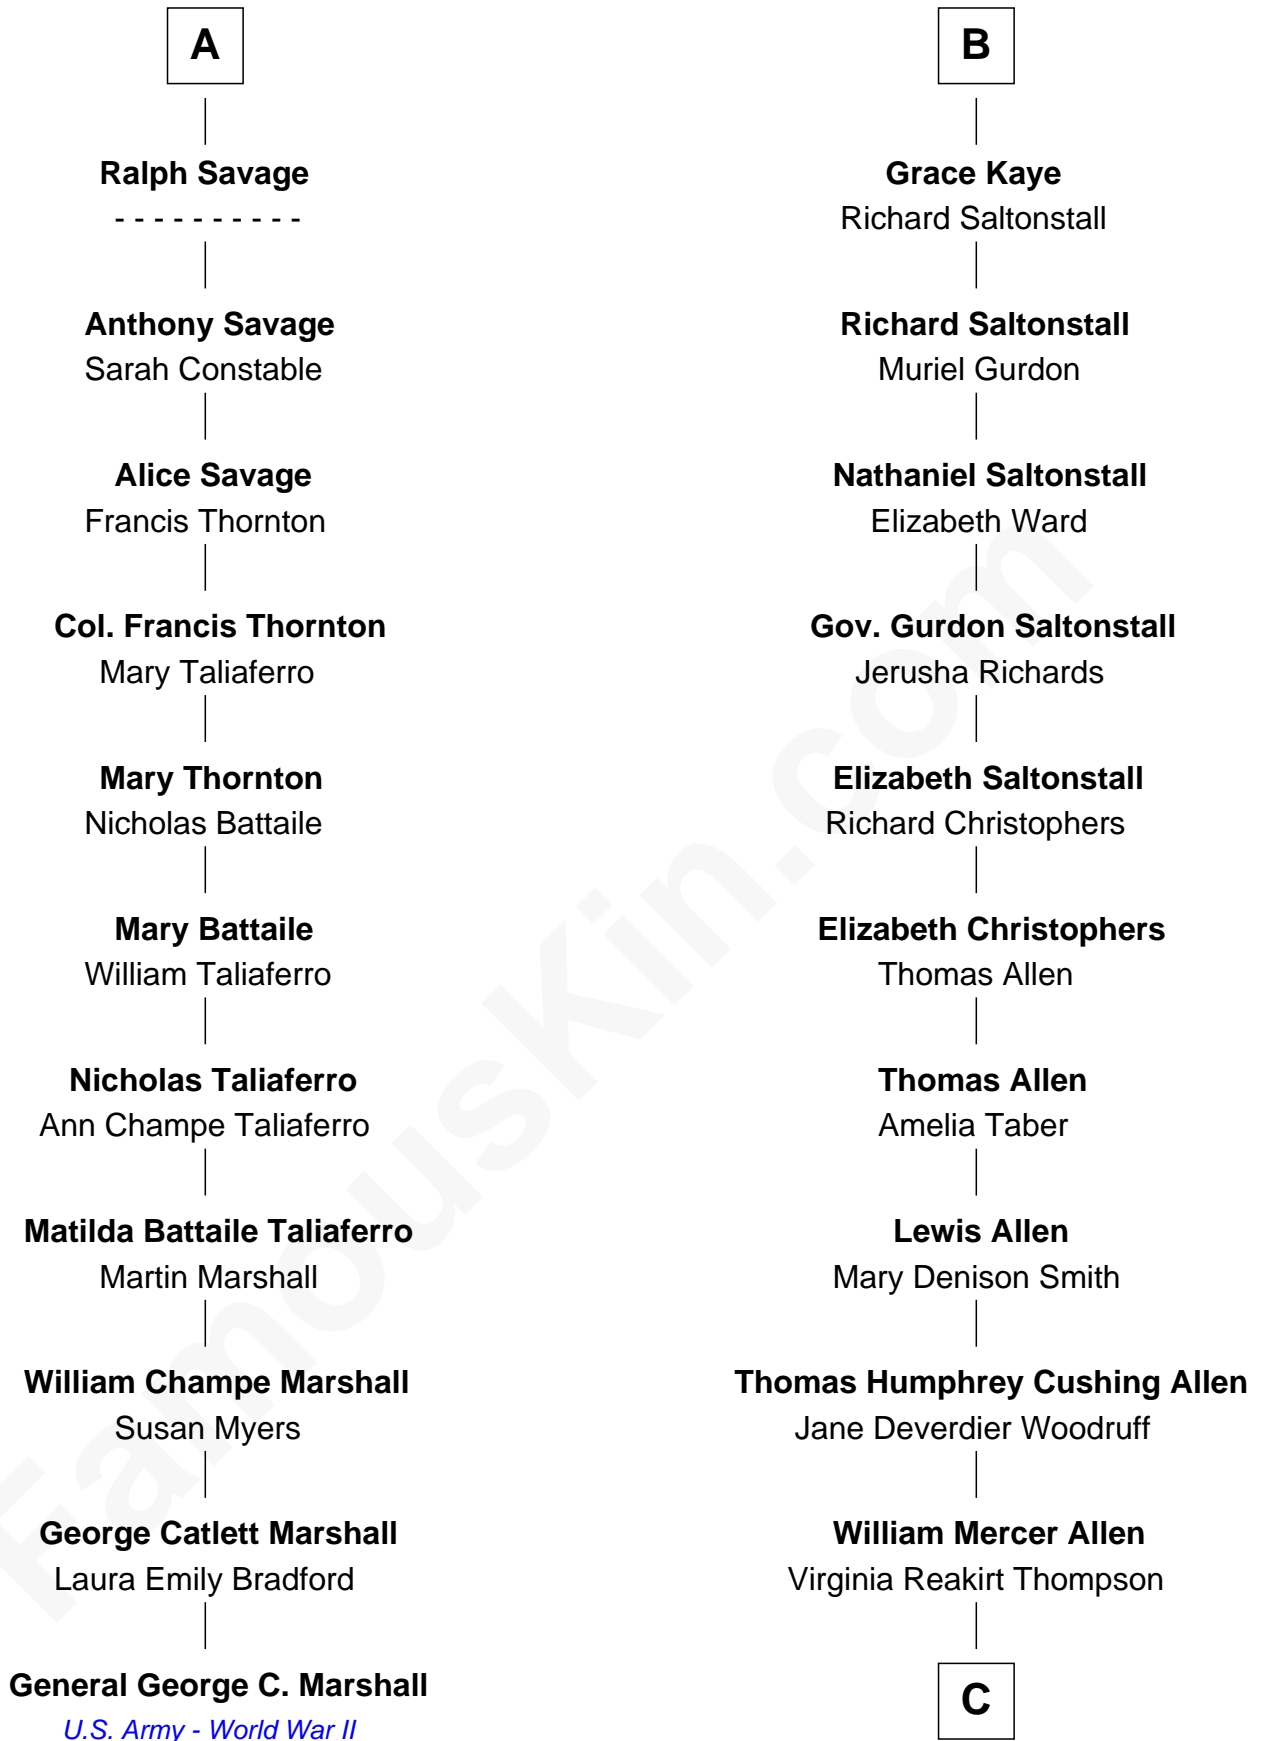 A
Ralph Savage
- - - - - - - - - -
Anthony Savage
Sarah Constable
Alice Savage
Francis Thornton
Col. Francis Thornton
Mary Taliaferro
Mary Thornton
Nicholas Battaile
Mary Battaile
William Taliaferro
Nicholas Taliaferro
Ann Champe Taliaferro
Matilda Battaile Taliaferro
Martin Marshall
William Champe Marshall
Susan Myers
George Catlett Marshall
Laura Emily Bradford
General George C. Marshall
U.S. Army - World War II
B
Grace Kaye
Richard Saltonstall
Richard Saltonstall
Muriel Gurdon
Nathaniel Saltonstall
Elizabeth Ward
Gov. Gurdon Saltonstall
Jerusha Richards
Elizabeth Saltonstall
Richard Christophers
Elizabeth Christophers
Thomas Allen
Thomas Allen
Amelia Taber
Lewis Allen
Mary Denison Smith
Thomas Humphrey Cushing Allen
Jane Deverdier Woodruff
William Mercer Allen
Virginia Reakirt Thompson
C
FamousKin.com